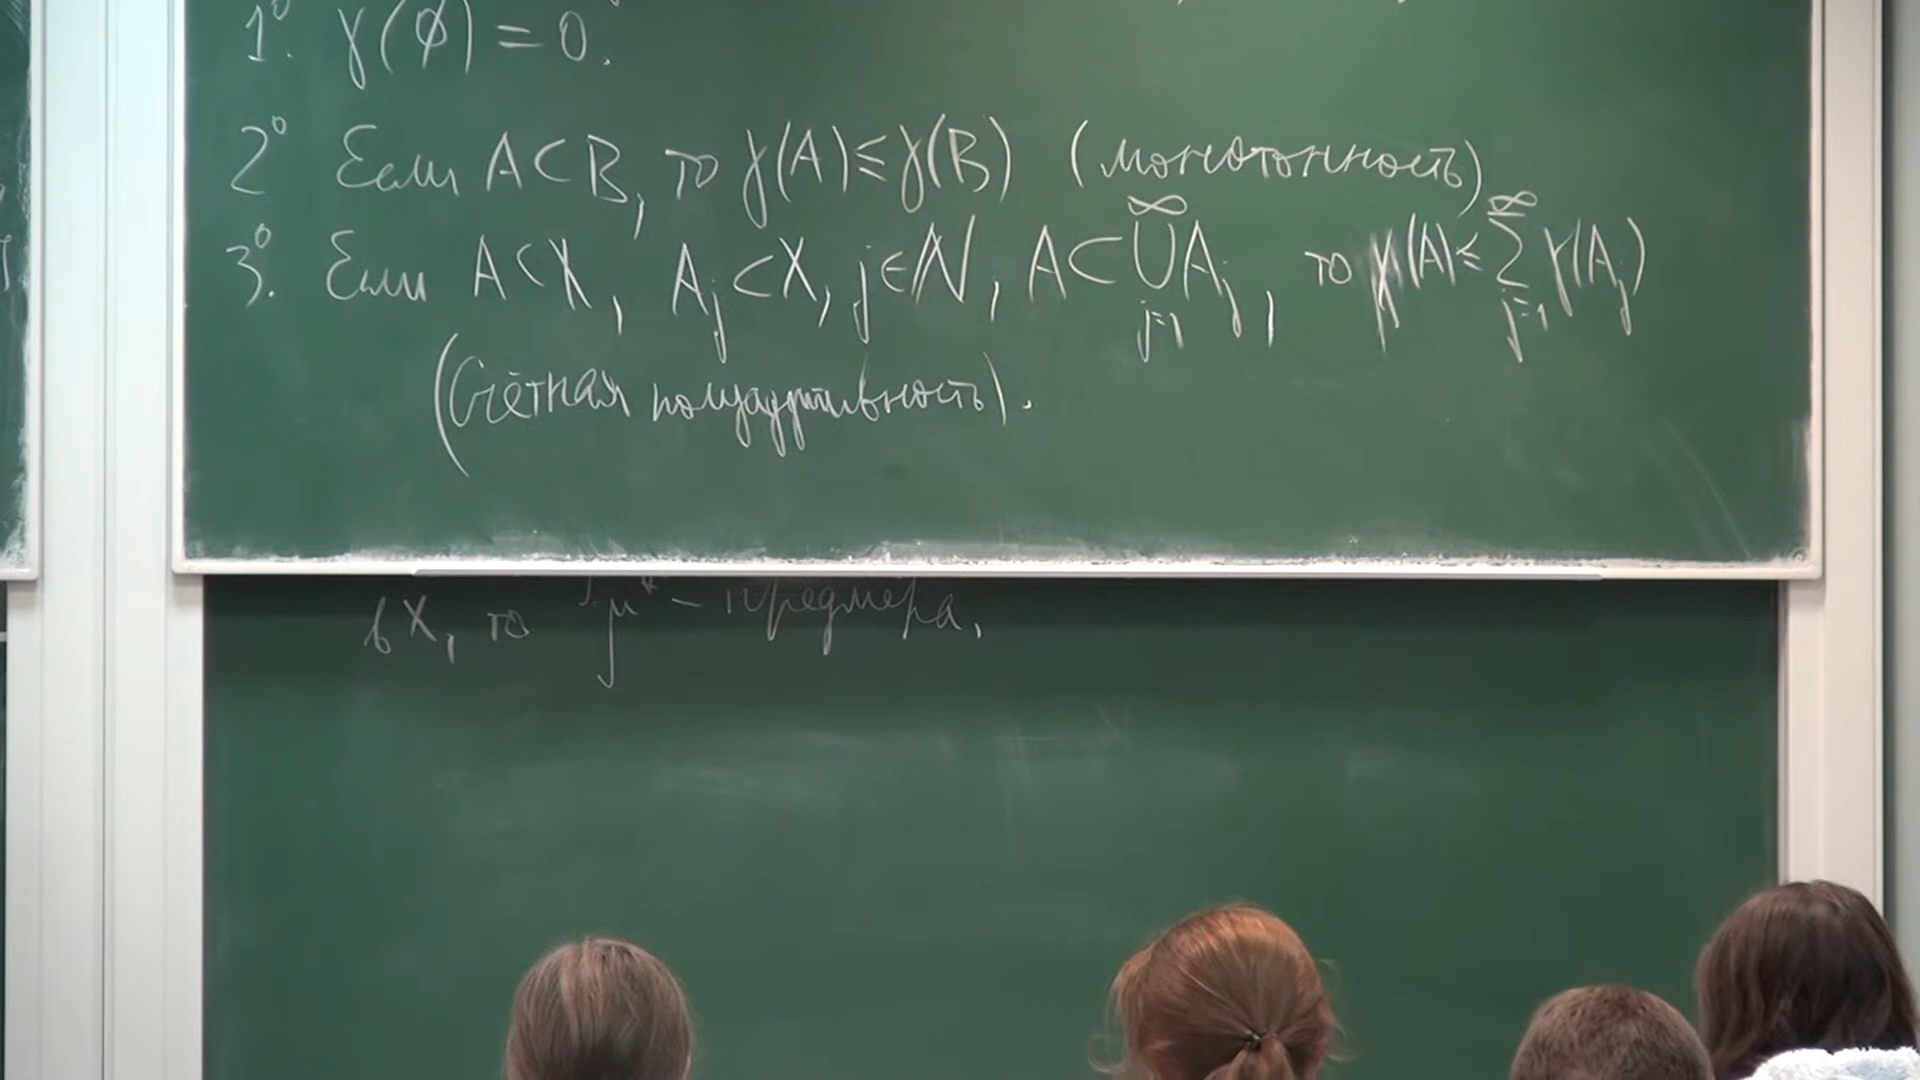 1°. γ(∅) = 0.
2° Если A⊂B, то γ(A)≤γ(B) (монотонность)
3°. Если A⊂X, A_j⊂X, j∈ℕ, A⊂⋃_{j=1}^{∞}A_j, то γ(A)≤∑_{j=1}^{∞}γ(A_j)
(Счётная полуаддитивность).
в X, то μ* – предмера.